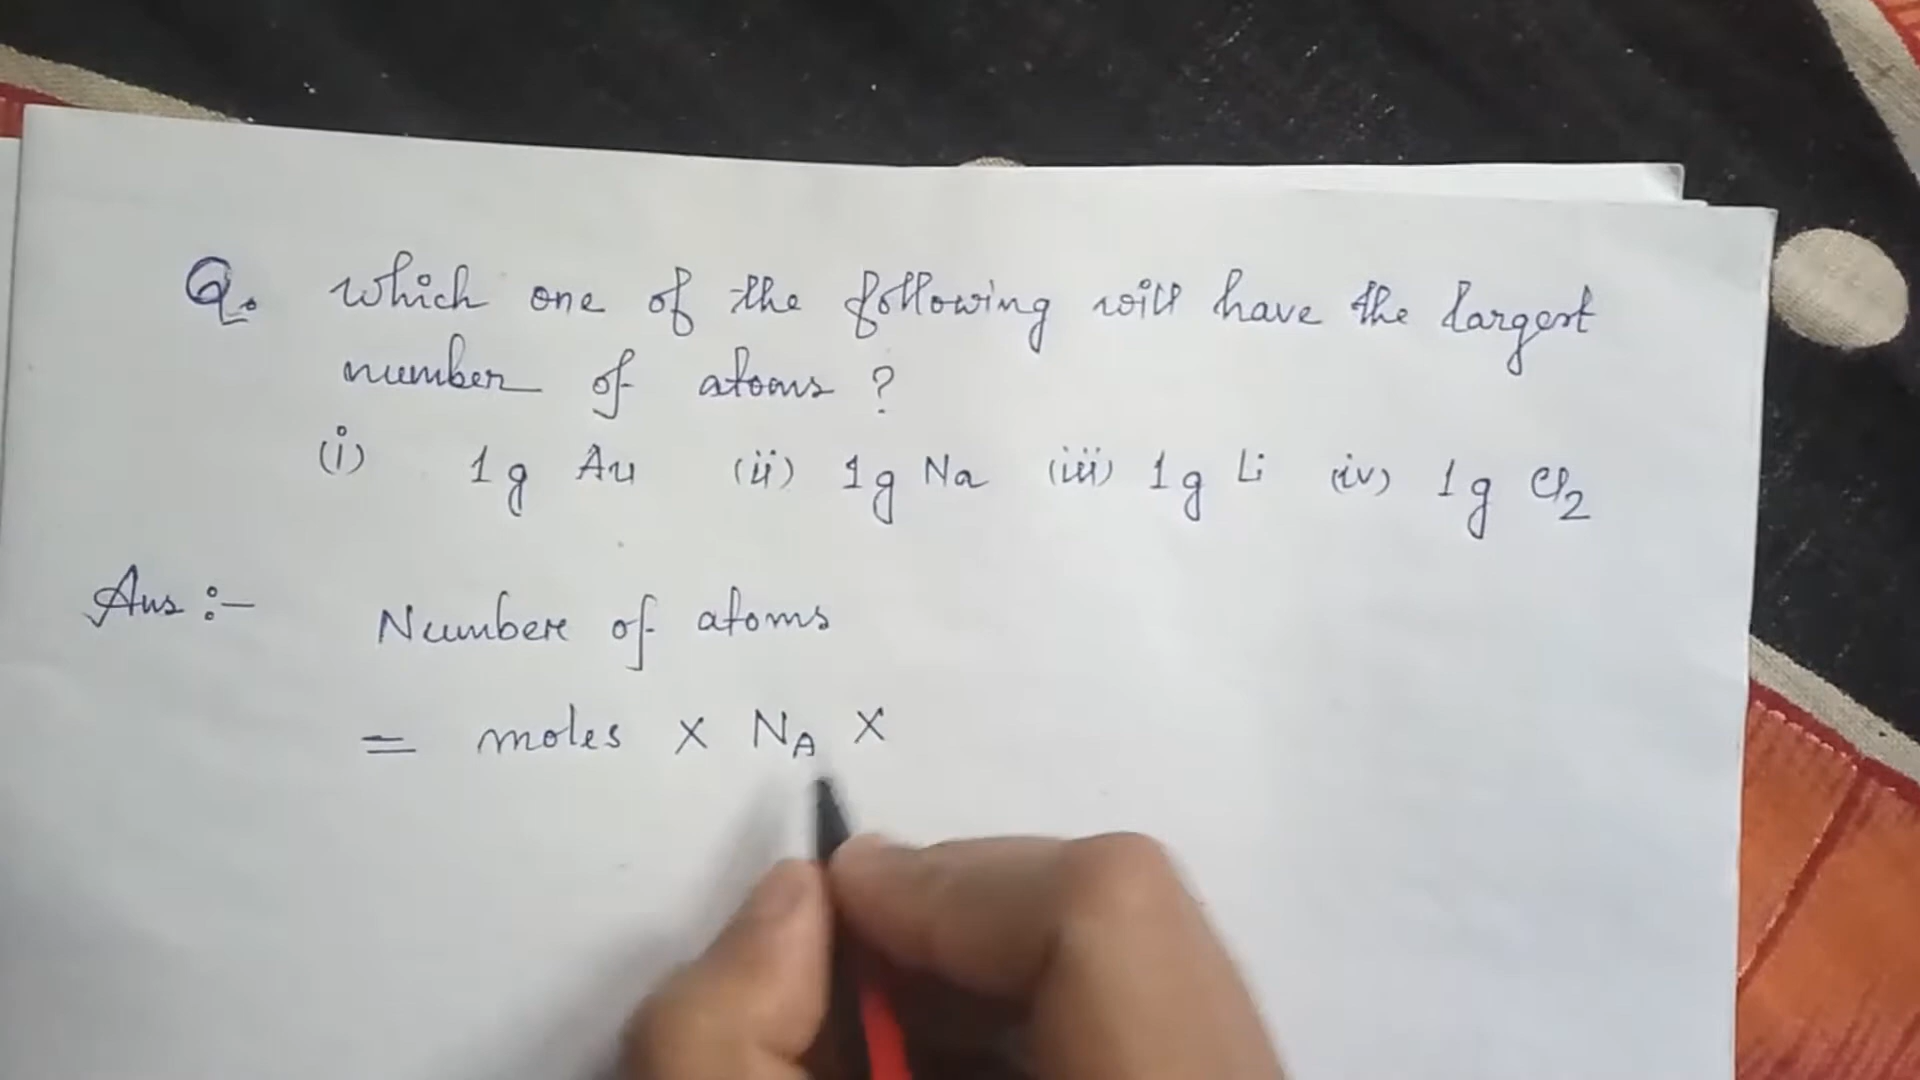 Q. which one of the following will have the largest
number of atoms ?
(i) 1g Au (ii) 1g Na (iii) 1g Li (iv) 1g Cl2
Ans :- Number of atoms
= moles × NA ×